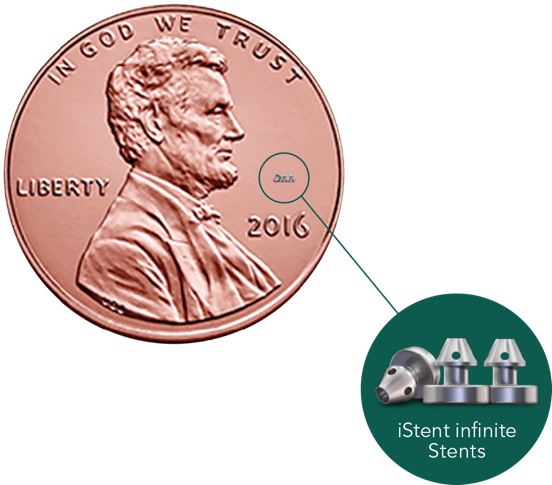 IN GOD WE TRUST
LIBERTY
2016
iStent infinite
Stents